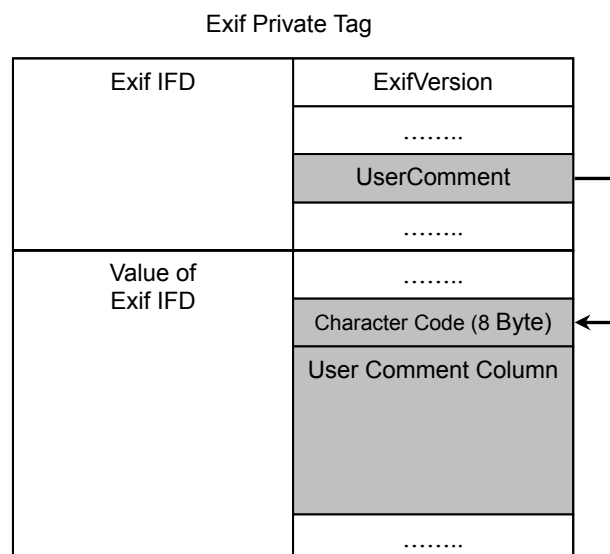 Exif Private Tag
Exif IFD
ExifVersion
........
UserComment
........
Value of
Exif IFD
........
Character Code (8 Byte)
User Comment Column
........